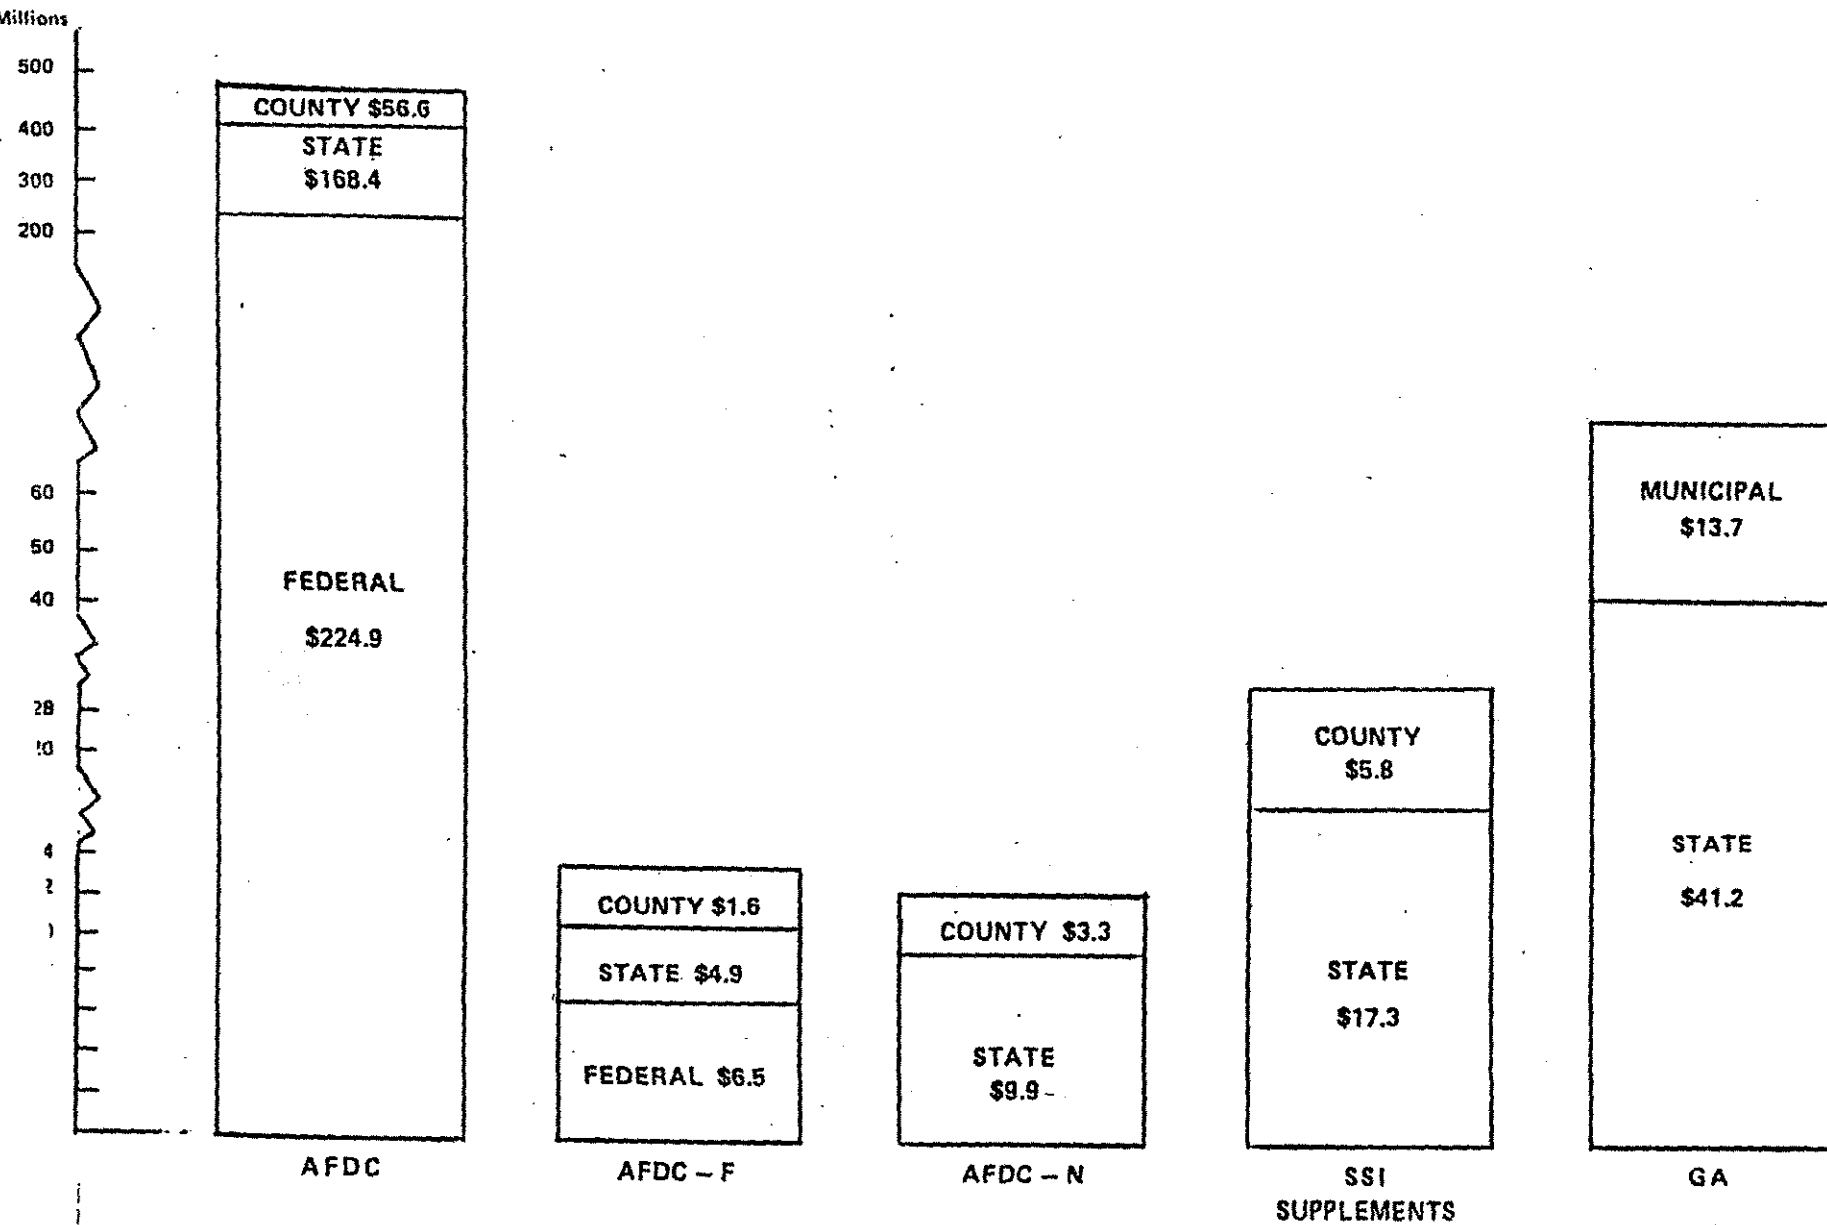 Millions
500
400
300
200
60
50
40
28
4
2
COUNTY $56.6
STATE
$168.4
FEDERAL
$224.9
AFDC
COUNTY $1.6
STATE $4.9
FEDERAL $6.5
AFDC – F
COUNTY $3.3
STATE
$9.9
AFDC – N
COUNTY
$5.8
STATE
$17.3
SSI
SUPPLEMENTS
MUNICIPAL
$13.7
STATE
$41.2
GA